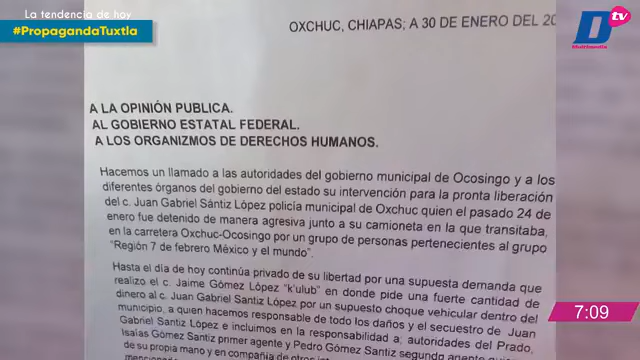 La tendencia de hoy
#PropagandaTuxtla
D tv
Multimedia
OXCHUC, CHIAPAS; A 30 DE ENERO DEL 20
A LA OPINIÓN PUBLICA.
AL GOBIERNO ESTATAL FEDERAL.
A LOS ORGANIZMOS DE DERECHOS HUMANOS.
Hacemos un llamado a las autoridades del gobierno municipal de Ocosingo y a los
diferentes órganos del gobierno del estado su intervención para la pronta liberación
del c. Juan Gabriel Sántiz López policía municipal de Oxchuc quien el pasado 24 de
enero fue detenido de manera agresiva junto a su camioneta en la que transitaba,
en la carretera Oxchuc-Ocosingo por un grupo de personas pertenecientes al grupo
"Región 7 de febrero México y el mundo".
Hasta el día de hoy continúa privado de su libertad por una supuesta demanda que
realizo el c. Jaime Gómez López "k'ulub" en donde pide una fuerte cantidad de
dinero al c. Juan Gabriel Santiz López por un supuesto choque vehicular dentro del
municipio, a quien hacemos responsable de todo los daños y el secuestro de Juan
Gabriel Santiz López e incluimos en la responsabilidad a; autoridades del Prado,
Isaías Gómez Santiz primer agente y Pedro Gómez Santiz segundo agente
de su propia mano y en compañía de otros
7:09